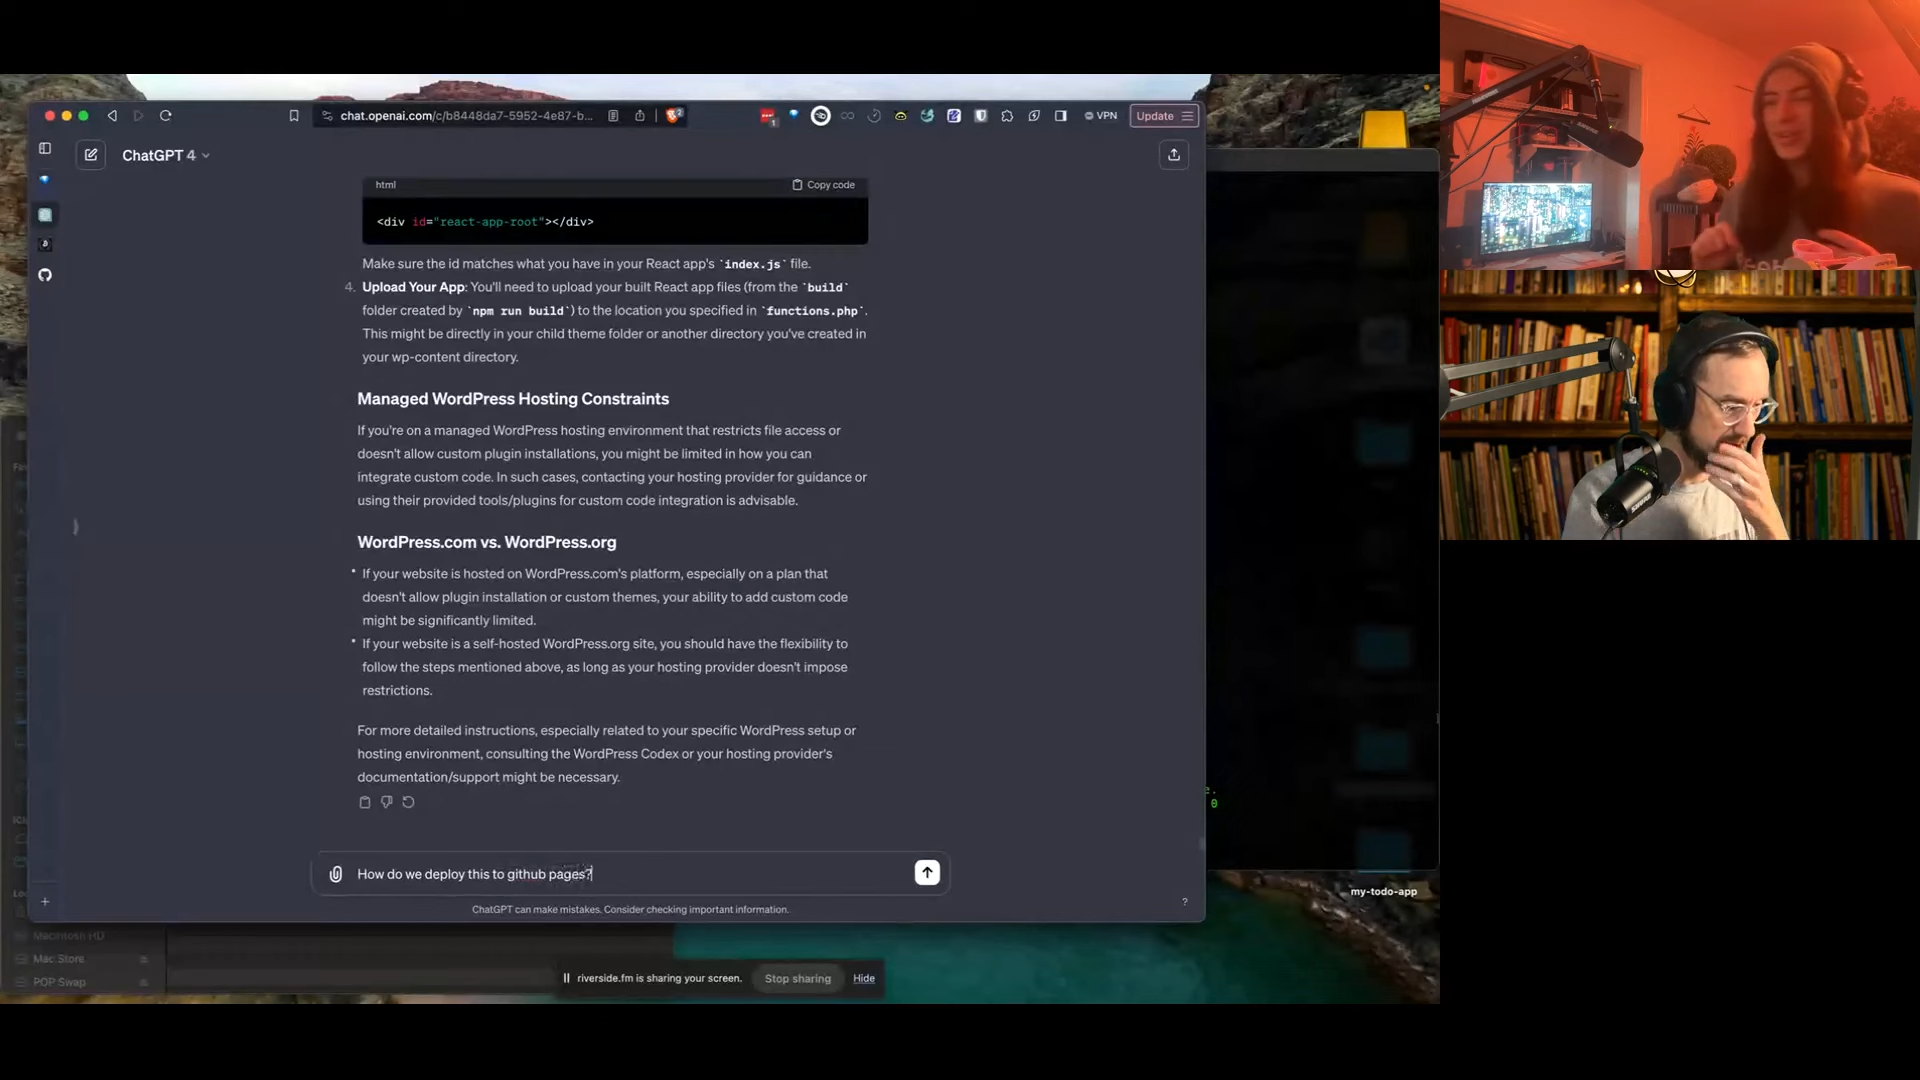 chat.openai.com/c/b8448da7-5952-4e87-b...
VPN
Update
ChatGPT 4
html
Copy code
<div id="react-app-root"></div>
Make sure the id matches what you have in your React app's `index.js` file.
4. Upload Your App: You'll need to upload your built React app files (from the `build`
folder created by `npm run build`) to the location you specified in `functions.php`.
This might be directly in your child theme folder or another directory you've created in
your wp-content directory.
Managed WordPress Hosting Constraints
If you're on a managed WordPress hosting environment that restricts file access or
doesn't allow custom plugin installations, you might be limited in how you can
integrate custom code. In such cases, contacting your hosting provider for guidance or
using their provided tools/plugins for custom code integration is advisable.
WordPress.com vs. WordPress.org
• If your website is hosted on WordPress.com's platform, especially on a plan that
doesn't allow plugin installation or custom themes, your ability to add custom code
might be significantly limited.
• If your website is a self-hosted WordPress.org site, you should have the flexibility to
follow the steps mentioned above, as long as your hosting provider doesn't impose
restrictions.
For more detailed instructions, especially related to your specific WordPress setup or
hosting environment, consulting the WordPress Codex or your hosting provider's
documentation/support might be necessary.
How do we deploy this to github pages?
ChatGPT can make mistakes. Consider checking important information.
?
my-todo-app
Macintosh HD
Mac Store
POP Swap
riverside.fm is sharing your screen.
Stop sharing
Hide
SHURE